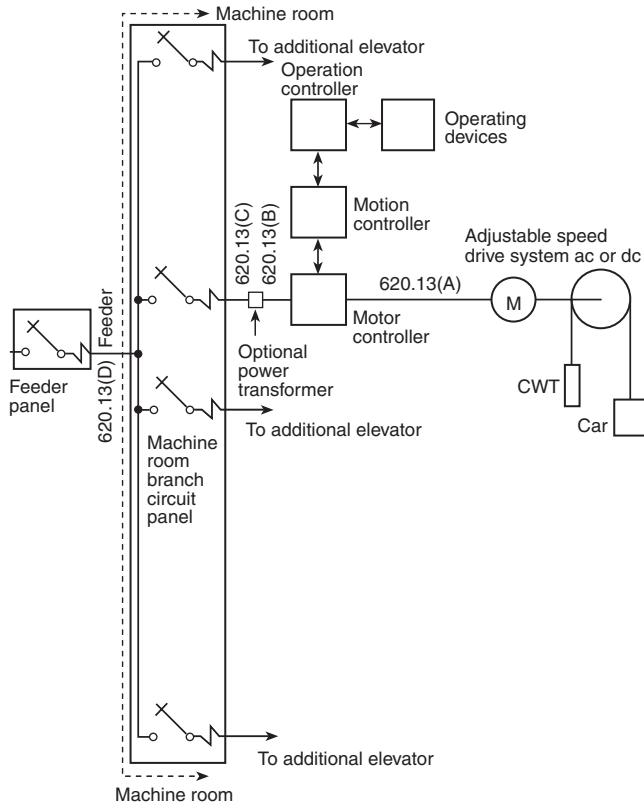 Machine room
To additional elevator
Operation
controller
Operating
devices
620.13(C)
620.13(B)
Motion
controller
Adjustable speed
drive system ac or dc
620.13(A)
M
Motor
controller
Optional
power
transformer
Feeder
620.13(D)
Feeder
panel
CWT
Car
To additional elevator
Machine
room
branch
circuit
panel
To additional elevator
Machine room